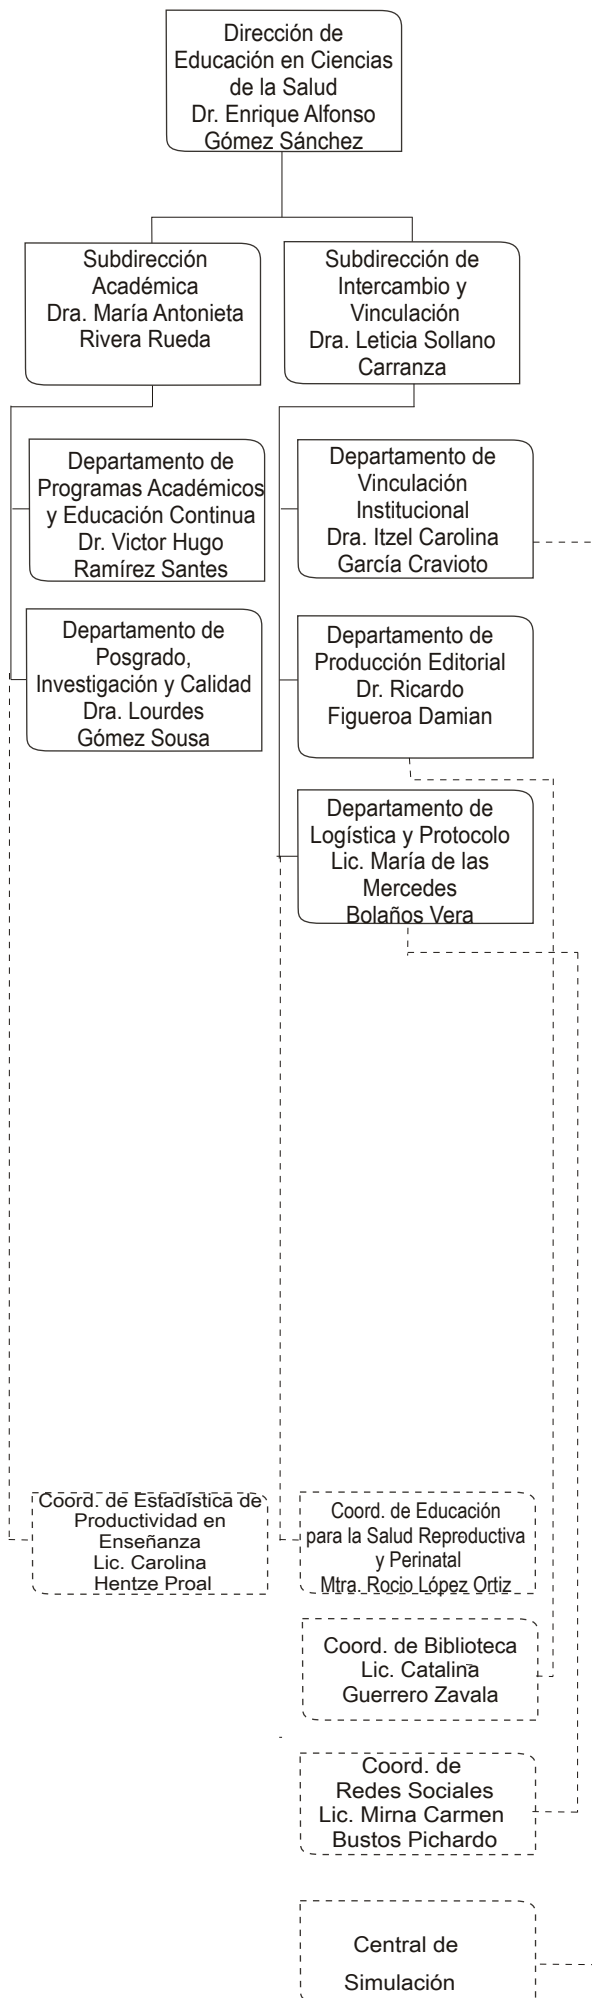 Dirección de
Educación en Ciencias
de la Salud
Dr. Enrique Alfonso
Gómez Sánchez
Subdirección
Académica
Dra. María Antonieta
Rivera Rueda
Subdirección de
Intercambio y
Vinculación
Dra. Leticia Sollano
Carranza
Departamento de
Programas Académicos
y Educación Continua
Dr. Victor Hugo
Ramírez Santes
Departamento de
Vinculación
Institucional
Dra. Itzel Carolina
García Cravioto
Departamento de
Posgrado,
Investigación y Calidad
Dra. Lourdes
Gómez Sousa
Departamento de
Producción Editorial
Dr. Ricardo
Figueroa Damian
Departamento de
Logística y Protocolo
Lic. María de las
Mercedes
Bolaños Vera
Coord. de Estadística de
Productividad en
Enseñanza
Lic. Carolina
Hentze Proal
Coord. de Educación
para la Salud Reproductiva
y Perinatal
Mtra. Rocio López Ortiz
Coord. de Biblioteca
Lic. Catalina
Guerrero Zavala
Coord. de
Redes Sociales
Lic. Mirna Carmen
Bustos Pichardo
Central de
Simulación